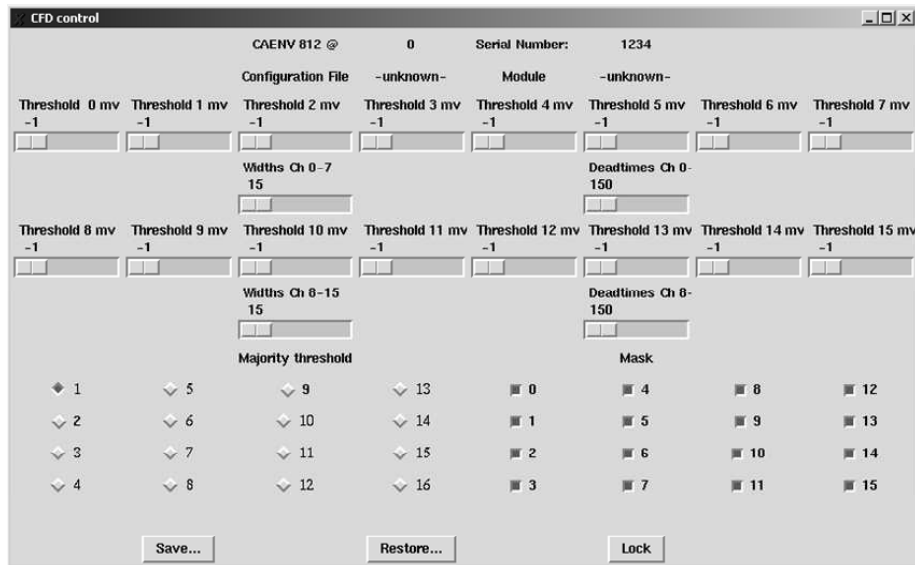 CFD control
CAENV 812 @ 0 Serial Number: 1234
Configuration File -unknown- Module -unknown-
Threshold 0 mv Threshold 1 mv Threshold 2 mv Threshold 3 mv Threshold 4 mv Threshold 5 mv Threshold 6 mv Threshold 7 mv
-1 -1 -1 -1 -1 -1 -1 -1
Widths Ch 0-7 Deadtimes Ch 0-
15 150
Threshold 8 mv Threshold 9 mv Threshold 10 mv Threshold 11 mv Threshold 12 mv Threshold 13 mv Threshold 14 mv Threshold 15 mv
-1 -1 -1 -1 -1 -1 -1 -1
Widths Ch 8-15 Deadtimes Ch 8-
15 150
Majority threshold Mask
1 5 9 13 0 4 8 12
2 6 10 14 1 5 9 13
3 7 11 15 2 6 10 14
4 8 12 16 3 7 11 15
Save... Restore... Lock